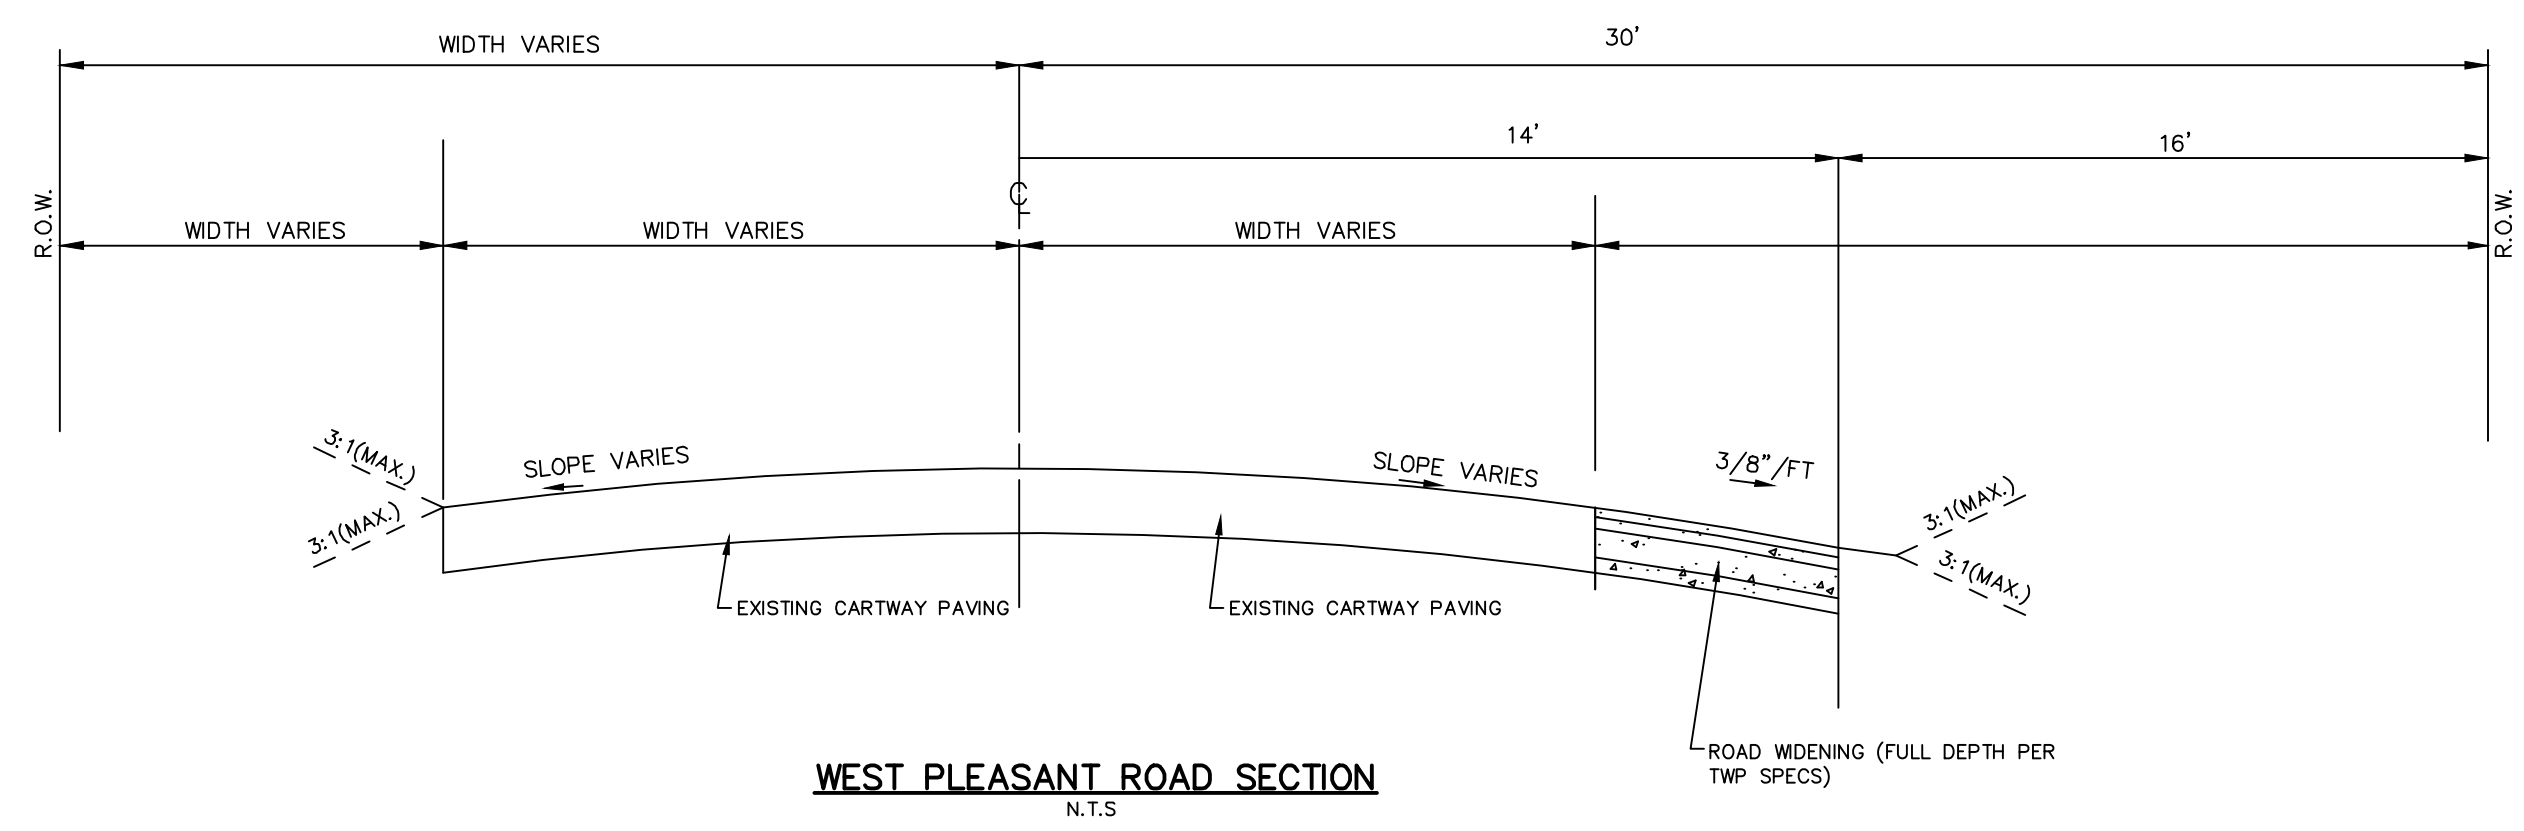 WIDTH VARIES
30'
14'
16'
R.O.W.
WIDTH VARIES
WIDTH VARIES
CL
WIDTH VARIES
R.O.W.
3:1(MAX.)
SLOPE VARIES
SLOPE VARIES
3/8"/FT
3:1(MAX.)
3:1(MAX.)
3:1(MAX.)
EXISTING CARTWAY PAVING
EXISTING CARTWAY PAVING
ROAD WIDENING (FULL DEPTH PER
TWP SPECS)
WEST PLEASANT ROAD SECTION
N.T.S